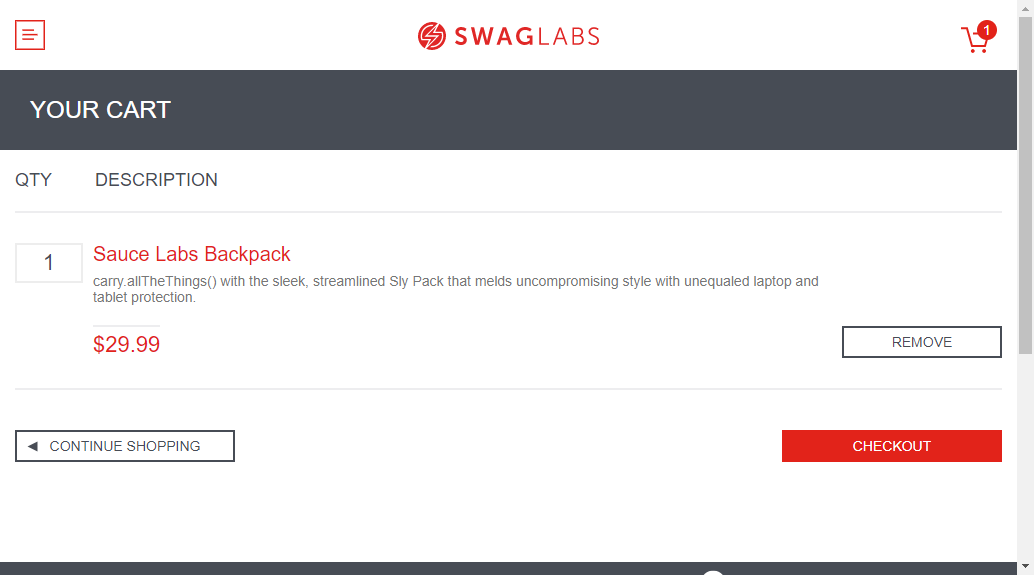 SWAGLABS
1
YOUR CART
QTY DESCRIPTION
1
Sauce Labs Backpack
carry.allTheThings() with the sleek, streamlined Sly Pack that melds uncompromising style with unequaled laptop and
tablet protection.
$29.99
REMOVE
CONTINUE SHOPPING
CHECKOUT